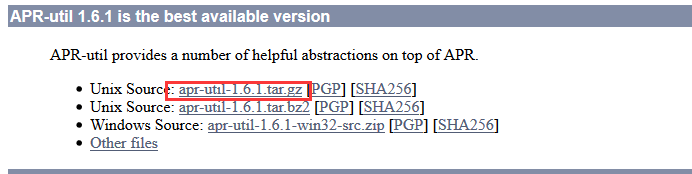 APR-util 1.6.1 is the best available version
APR-util provides a number of helpful abstractions on top of APR.
Unix Source: apr-util-1.6.1.tar.gz [PGP] [SHA256]
Unix Source: apr-util-1.6.1.tar.bz2 [PGP] [SHA256]
Windows Source: apr-util-1.6.1-win32-src.zip [PGP] [SHA256]
Other files